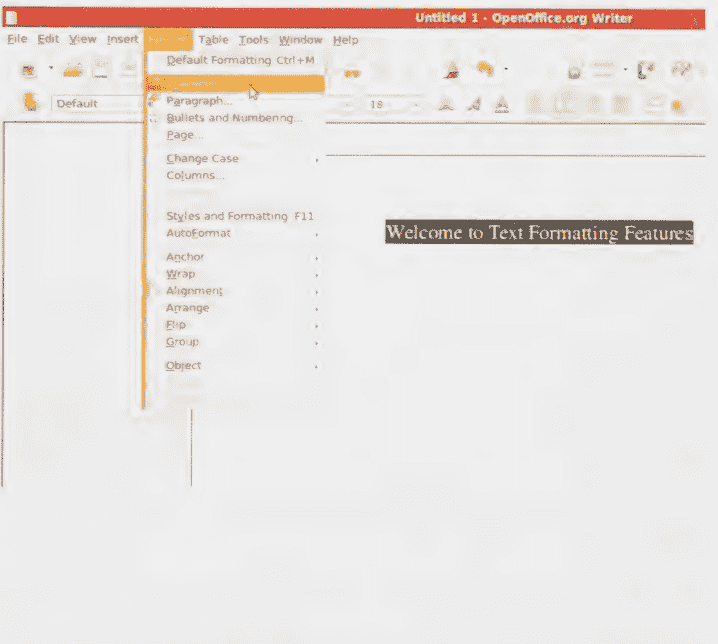 Untitled 1 - OpenOffice.org Writer
File Edit View Insert Table Tools Window Help
Default Formatting Ctrl+M
Default
Paragraph...
18
Bullets and Numbering...
Page...
Change Case
Columns...
Styles and Formatting F11
Welcome to Text Formatting Features
AutoFormat
Anchor
Wrap
Alignment
Arrange
Flip
Group
Object